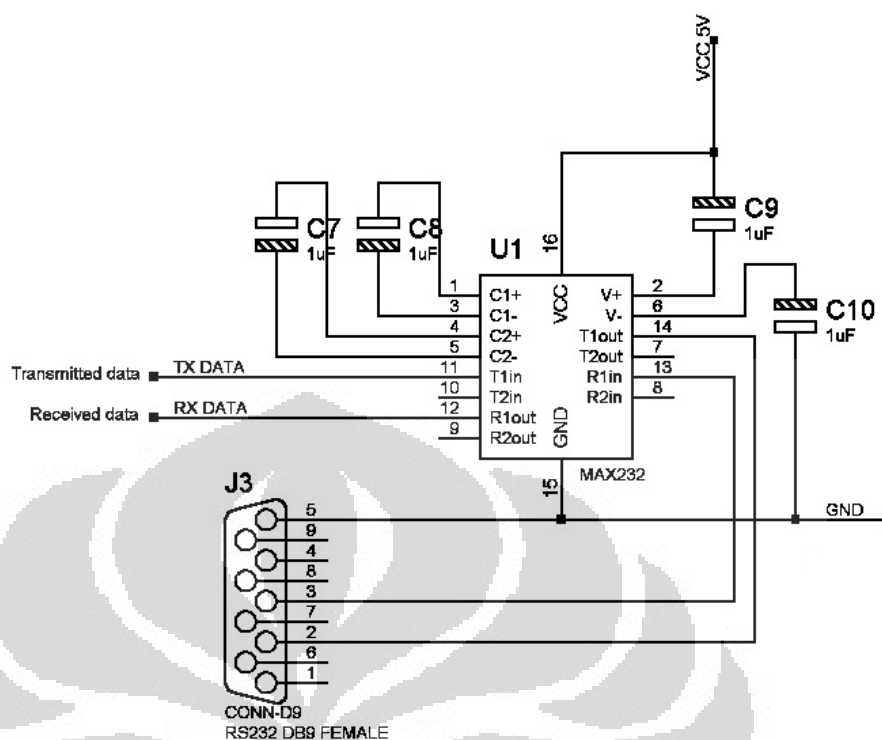 VCC 5V
C7
1uF
C8
1uF
C9
1uF
C10
1uF
U1
16
1
3
4
5
11
10
12
9
C1+
C1-
C2+
C2-
T1in
T2in
R1out
R2out
VCC
GND
V+
V-
T1out
T2out
R1in
R2in
2
6
14
7
13
8
15
MAX232
Transmitted data
TX DATA
Received data
RX DATA
GND
J3
5
9
4
8
3
7
2
6
1
CONN-D9
RS232 DB9 FEMALE